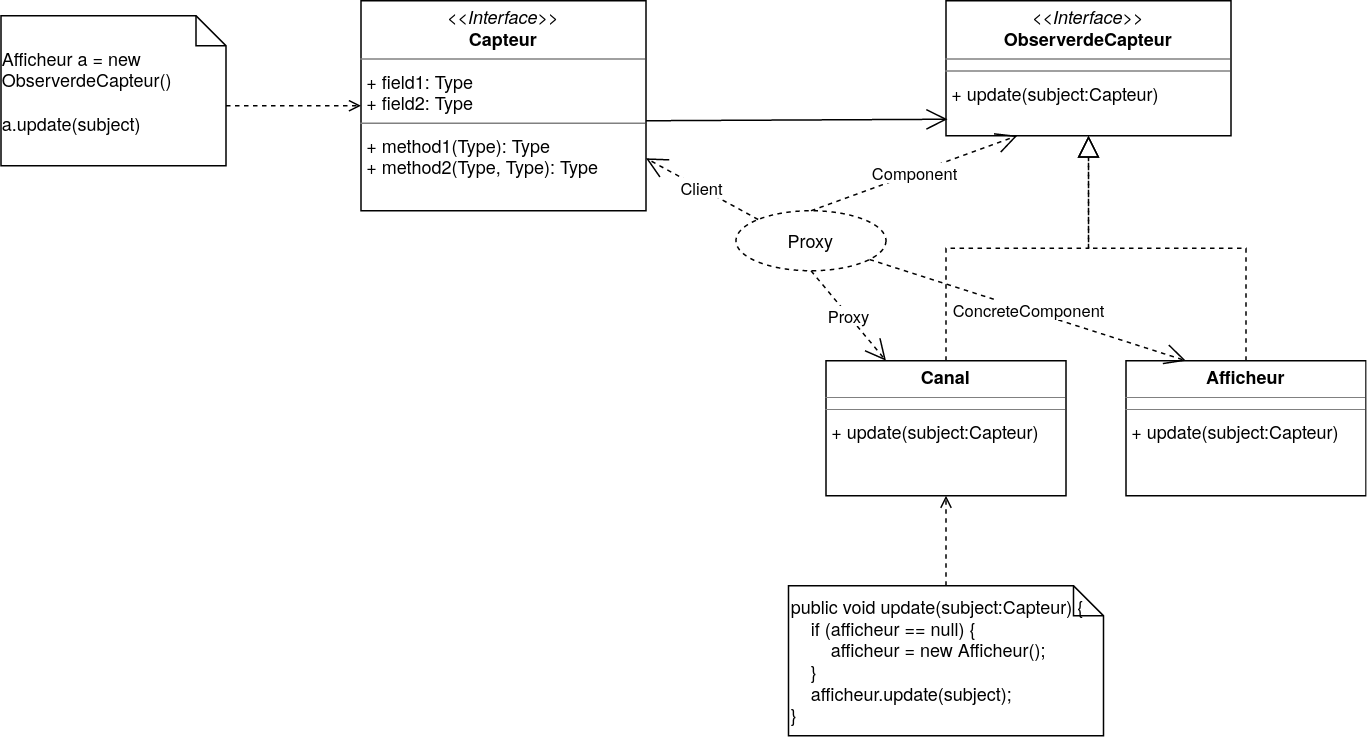 Afficheur a = new
ObserverdeCapteur()
a.update(subject)
<<Interface>>
Capteur
+ field1: Type
+ field2: Type
+ method1(Type): Type
+ method2(Type, Type): Type
<<Interface>>
ObserverdeCapteur
+ update(subject:Capteur)
Client
Component
Proxy
Proxy
ConcreteComponent
Canal
+ update(subject:Capteur)
Afficheur
+ update(subject:Capteur)
public void update(subject:Capteur) {
if (afficheur == null) {
afficheur = new Afficheur();
}
afficheur.update(subject);
}